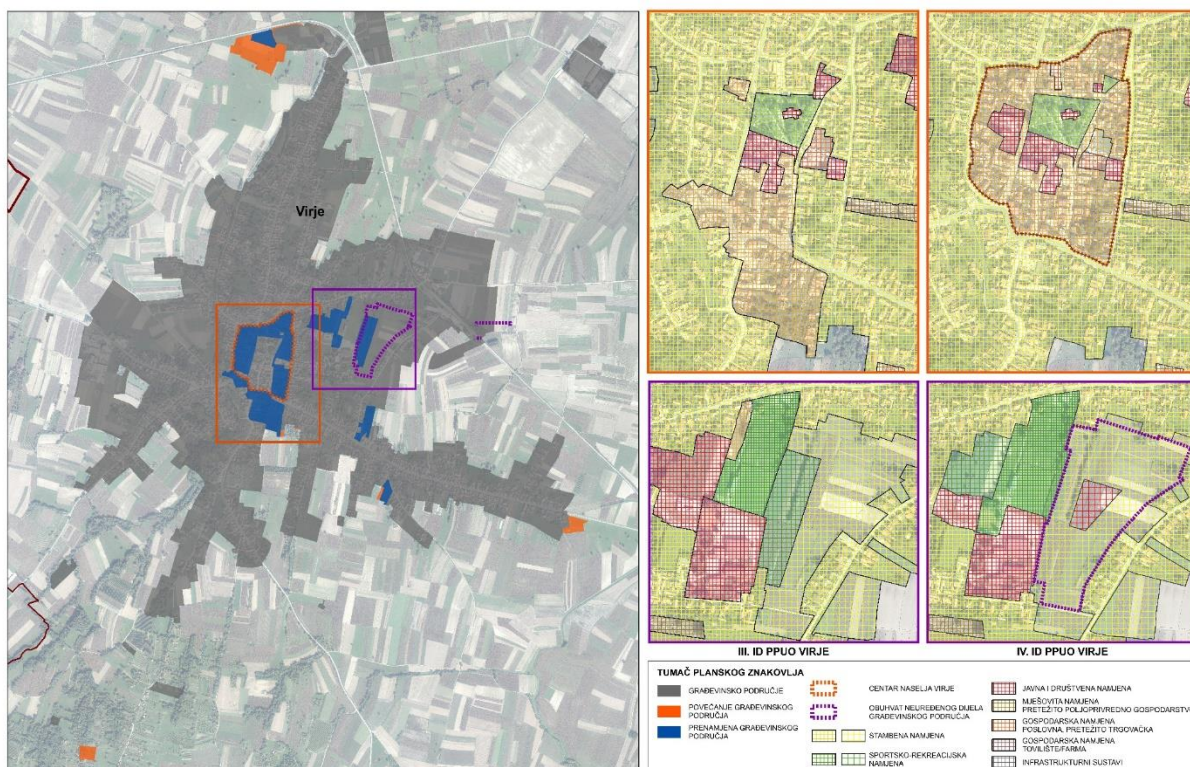 Virje
III. ID PPUO VIRJE
IV. ID PPUO VIRJE
TUMAČ PLANSKOG ZNAKOVLJA
GRAĐEVINSKO PODRUČJE
POVEĆANJE GRAĐEVINSKOG
PODRUČJA
PRENAMJENA GRAĐEVINSKOG
PODRUČJA
CENTAR NASELJA VIRJE
OBUHVAT NEUREĐENOG DIJELA
GRAĐEVINSKOG PODRUČJA
STAMBENA NAMJENA
SPORTSKO-REKREACIJSKA
NAMJENA
JAVNA I DRUŠTVENA NAMJENA
MJEŠOVITA NAMJENA
PRETEŽITO POLJOPRIVREDNO GOSPODARSTVO
GOSPODARSKA NAMJENA
POSLOVNA, PRETEŽITO TRGOVAČKA
GOSPODARSKA NAMJENA
TOVILIŠTE/FARMA
INFRASTRUKTURNI SUSTAVI